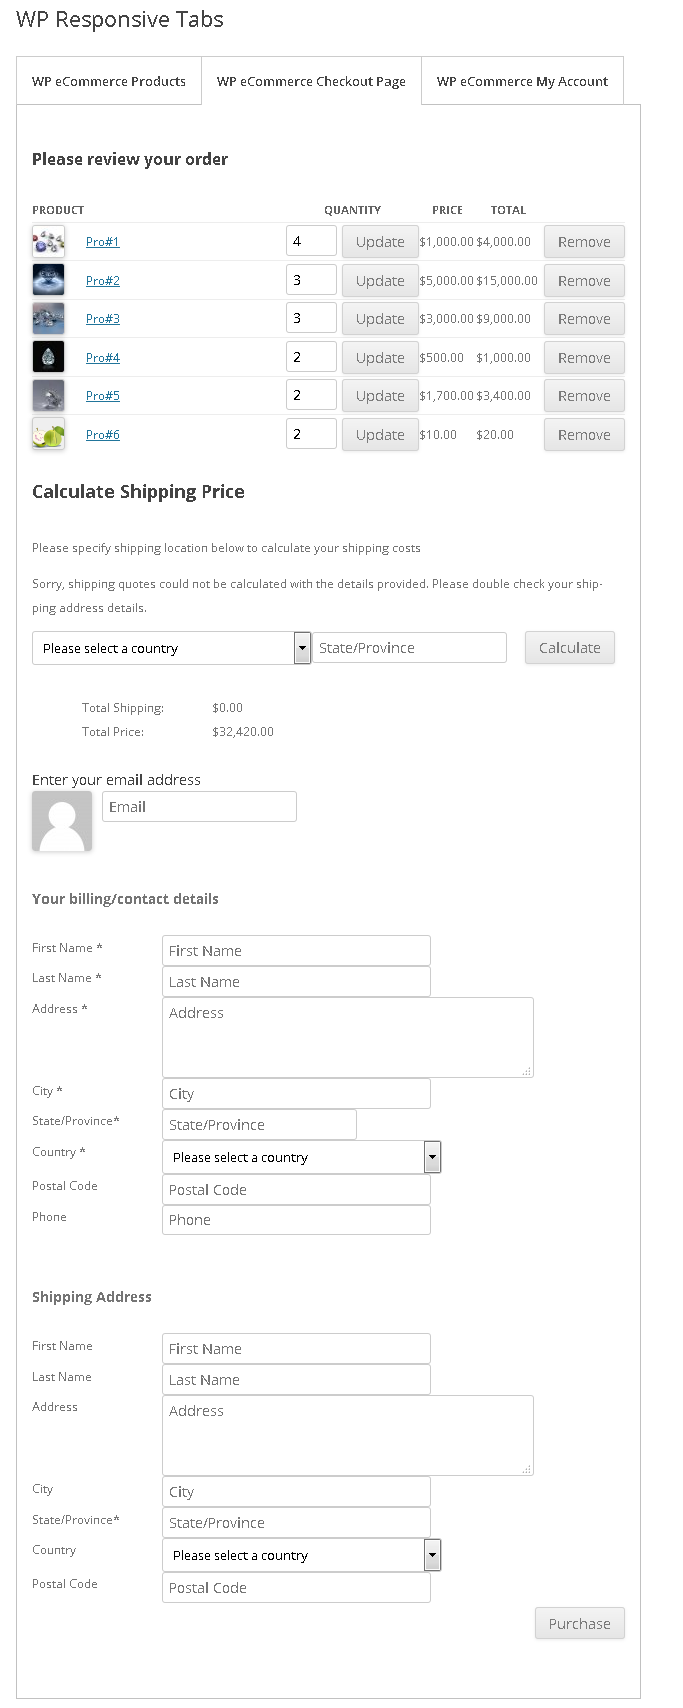 WP Responsive Tabs
WP eCommerce Products WP eCommerce Checkout Page WP eCommerce My Account
Please review your order
PRODUCT QUANTITY PRICE TOTAL
Pro#1 4 Update $1,000.00 $4,000.00 Remove
Pro#2 3 Update $5,000.00 $15,000.00 Remove
Pro#3 3 Update $3,000.00 $9,000.00 Remove
Pro#4 2 Update $500.00 $1,000.00 Remove
Pro#5 2 Update $1,700.00 $3,400.00 Remove
Pro#6 2 Update $10.00 $20.00 Remove
Calculate Shipping Price
Please specify shipping location below to calculate your shipping costs
Sorry, shipping quotes could not be calculated with the details provided. Please double check your ship-
ping address details.
Please select a country State/Province Calculate
Total Shipping: $0.00
Total Price: $32,420.00
Enter your email address
Email
Your billing/contact details
First Name * First Name
Last Name * Last Name
Address * Address
City * City
State/Province* State/Province
Country * Please select a country
Postal Code Postal Code
Phone Phone
Shipping Address
First Name First Name
Last Name Last Name
Address Address
City City
State/Province* State/Province
Country Please select a country
Postal Code Postal Code
Purchase